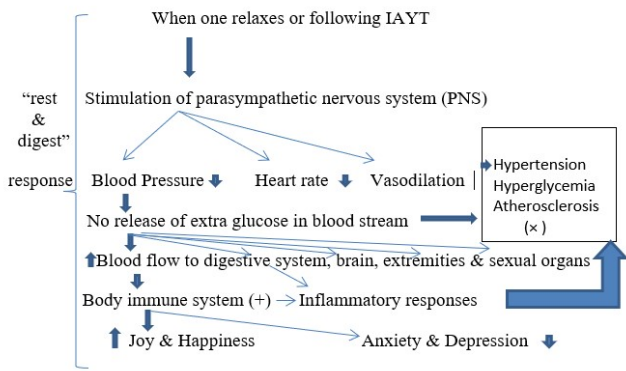 When one relaxes or following IAYT
"rest
&
digest"
response
Stimulation of parasympathetic nervous system (PNS)
Blood Pressure Heart rate Vasodilation
Hypertension
Hyperglycemia
Atherosclerosis
(×)
No release of extra glucose in blood stream
Blood flow to digestive system, brain, extremities & sexual organs
Body immune system (+) Inflammatory responses
Joy & Happiness Anxiety & Depression